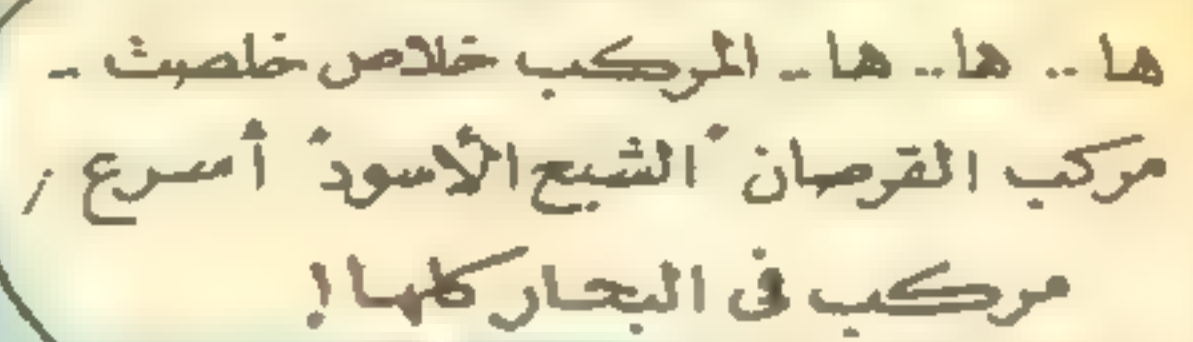 ها .. ها .. ها .. المركب خلاص خلصت ..
مركب القرصان "الشبح الأسود" أسرع
مركب فى البحار كلها !